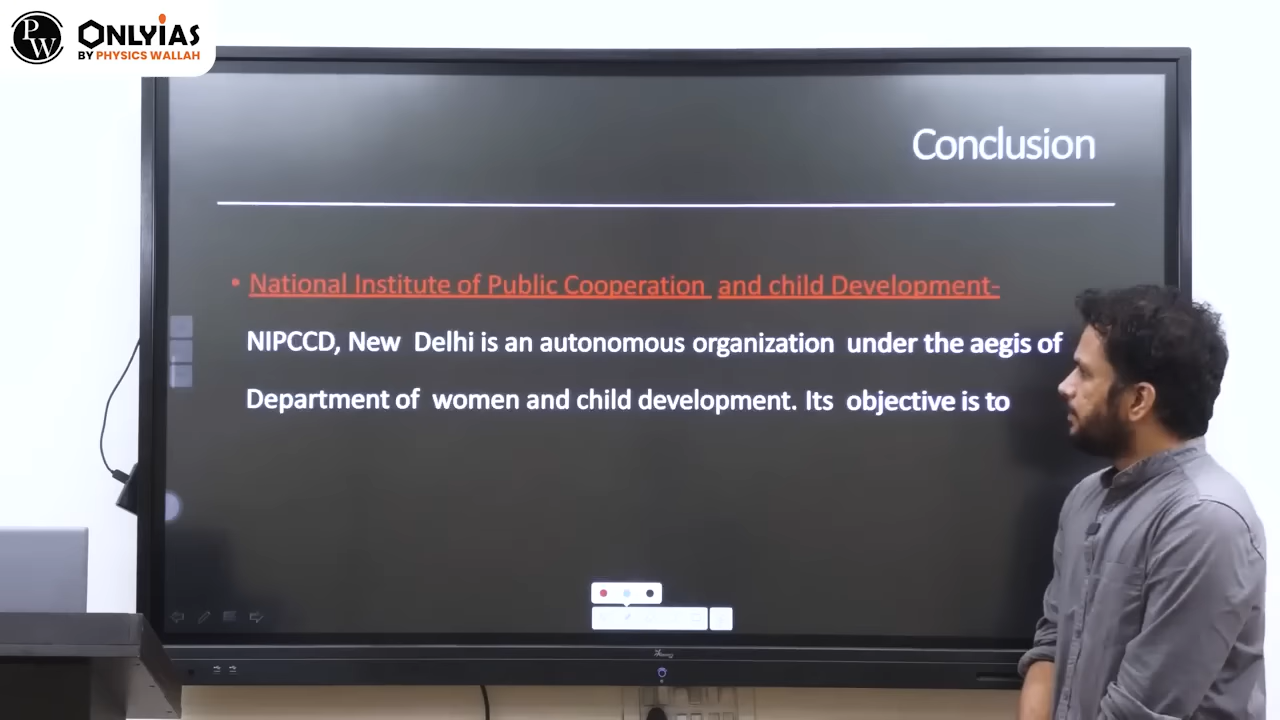 PW
ONLYIAS
BY PHYSICS WALLAH
Conclusion
• National Institute of Public Cooperation and child Development-
NIPCCD, New Delhi is an autonomous organization under the aegis of
Department of women and child development. Its objective is to